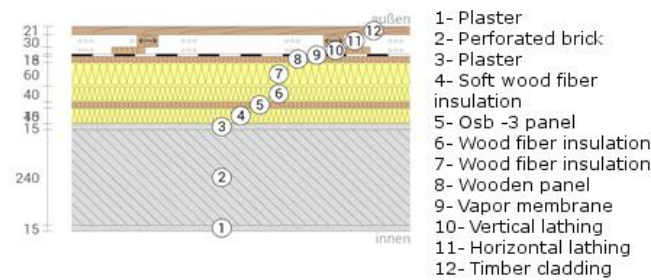 außen
21
30
18
60
40
15
240
15
innen
12
11
10
9
8
7
6
5
4
3
2
1
1- Plaster
2- Perforated brick
3- Plaster
4- Soft wood fiber
insulation
5- Osb -3 panel
6- Wood fiber insulation
7- Wood fiber insulation
8- Wooden panel
9- Vapor membrane
10- Vertical lathing
11- Horizontal lathing
12- Timber cladding